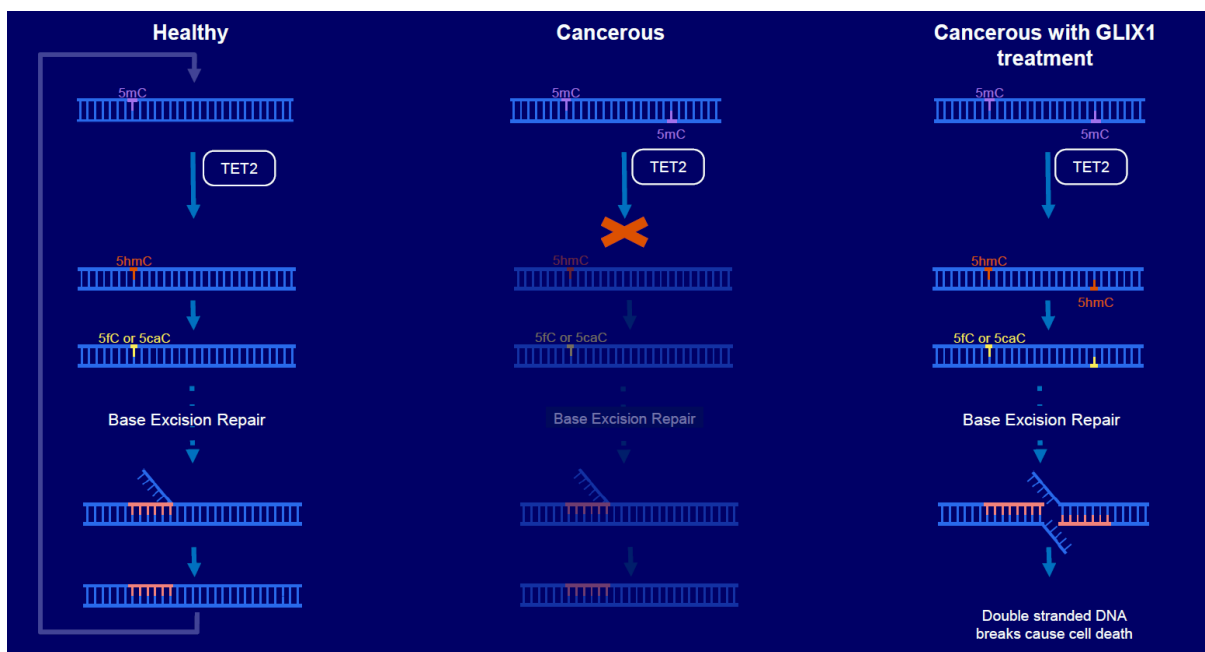 Healthy
5mC
TET2
5hmC
5fC or 5caC
Base Excision Repair
Cancerous
5mC
5mC
TET2
5hmC
5fC or 5caC
Base Excision Repair
Cancerous with GLIX1
treatment
5mC
5mC
TET2
5hmC
5hmC
5fC or 5caC
Base Excision Repair
Double stranded DNA
breaks cause cell death